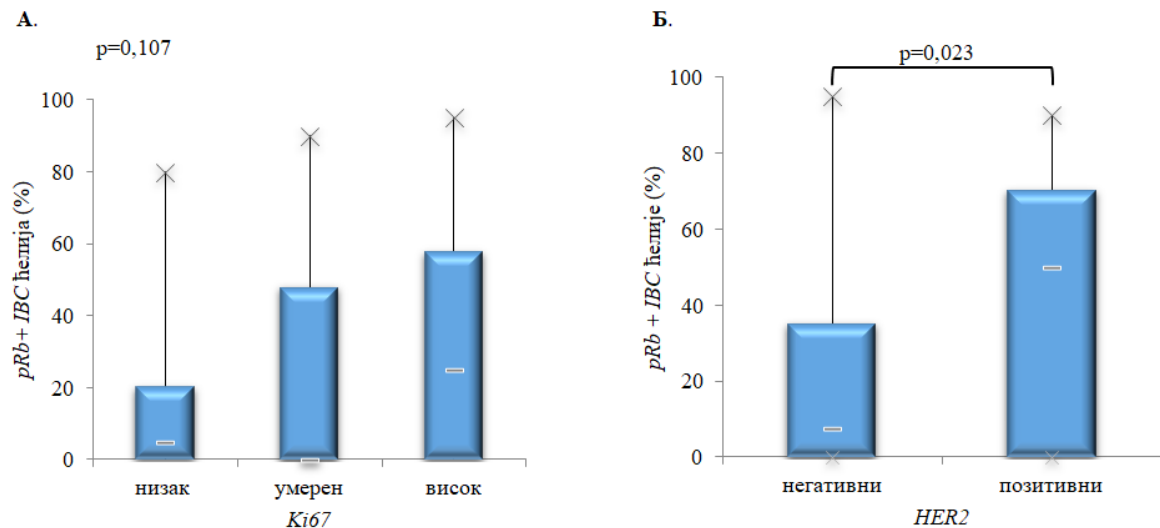 А.
p=0,107
100
80
60
40
20
0
pRb+ IBC ћелија (%)
низак
умерен
висок
Ki67
Б.
p=0,023
100
80
60
40
20
0
pRb + IBC ћелије (%)
негативни
позитивни
HER2